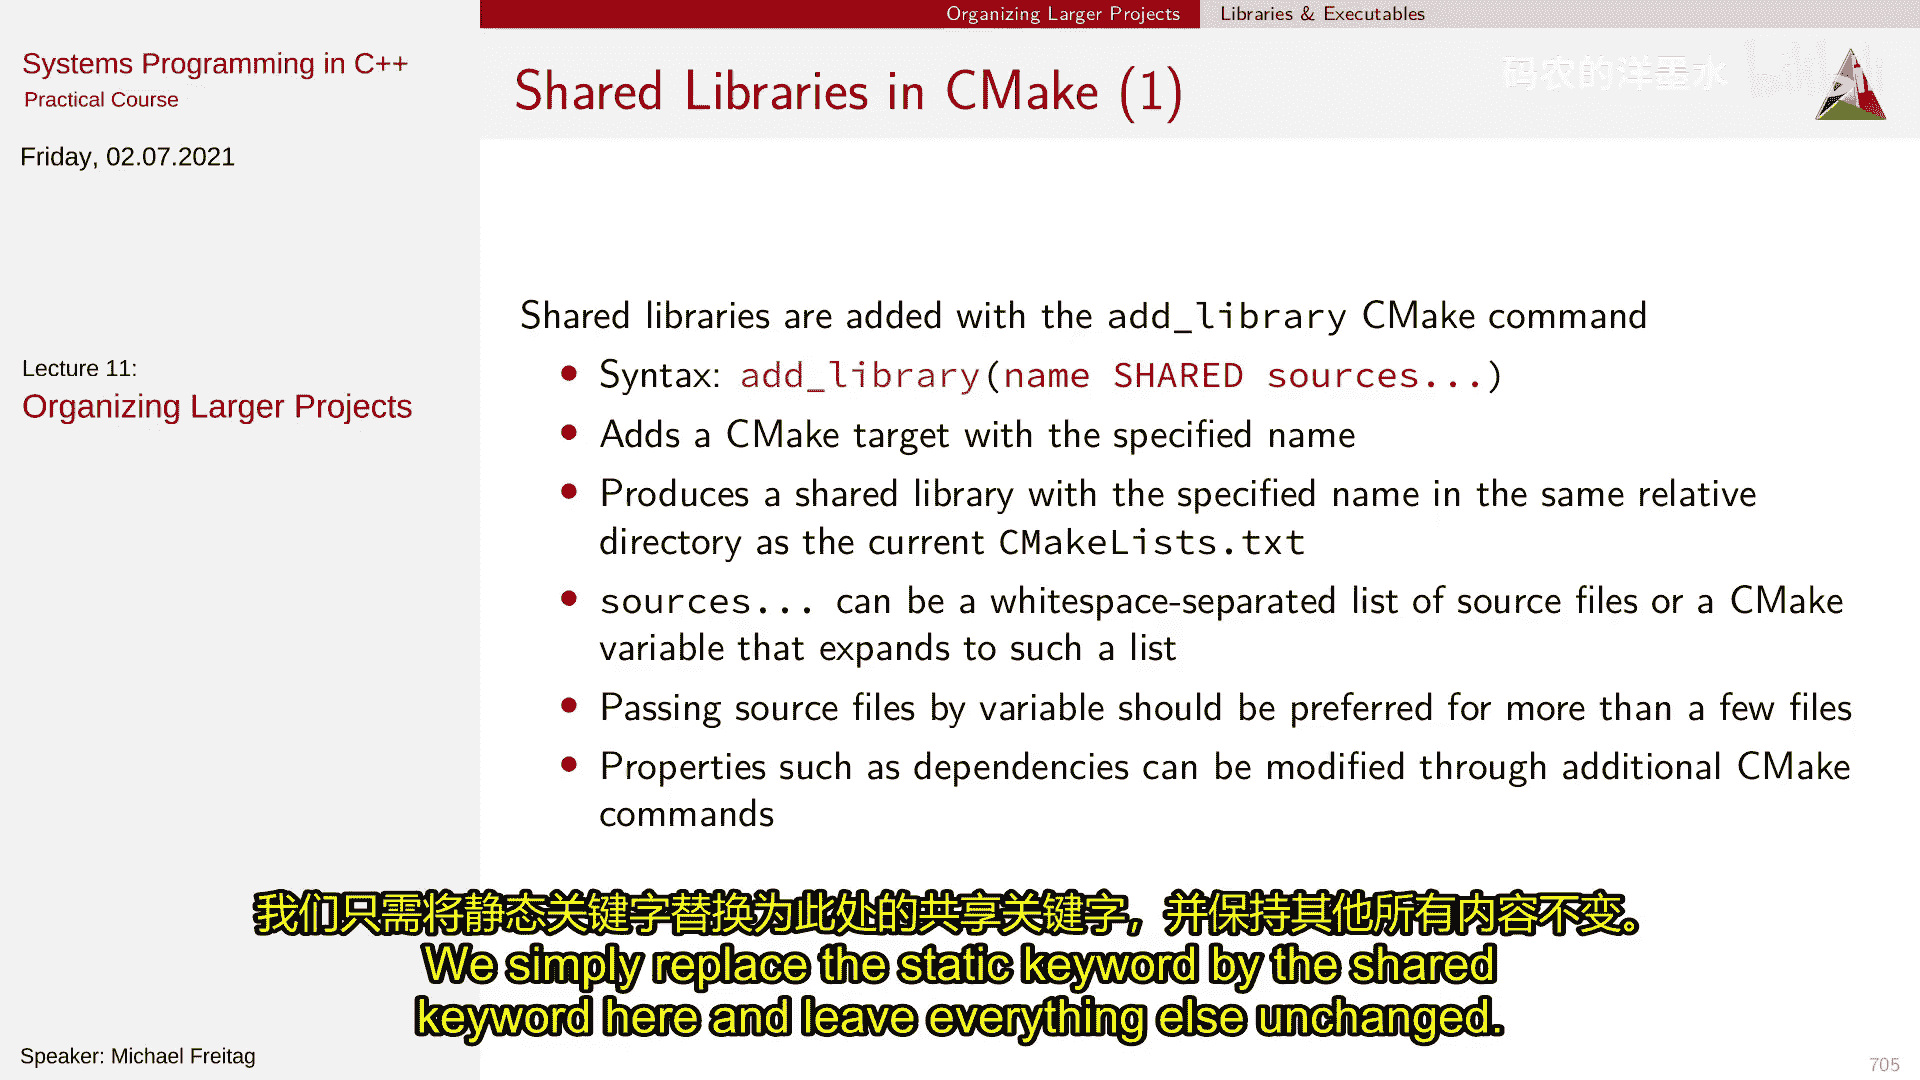 Organizing Larger Projects
Libraries & Executables
Systems Programming in C++
Practical Course
Friday, 02.07.2021
Lecture 11:
Organizing Larger Projects
Shared Libraries in CMake (1)
码农的洋墨水
Shared libraries are added with the add_library CMake command
• Syntax: add_library(name SHARED sources...)
• Adds a CMake target with the specified name
• Produces a shared library with the specified name in the same relative
directory as the current CMakeLists.txt
• sources... can be a whitespace-separated list of source files or a CMake
variable that expands to such a list
• Passing source files by variable should be preferred for more than a few files
• Properties such as dependencies can be modified through additional CMake
commands
我们只需将静态关键字替换为此处的共享关键字，并保持其他所有内容不变。
We simply replace the static keyword by the shared
keyword here and leave everything else unchanged.
Speaker: Michael Freitag
705